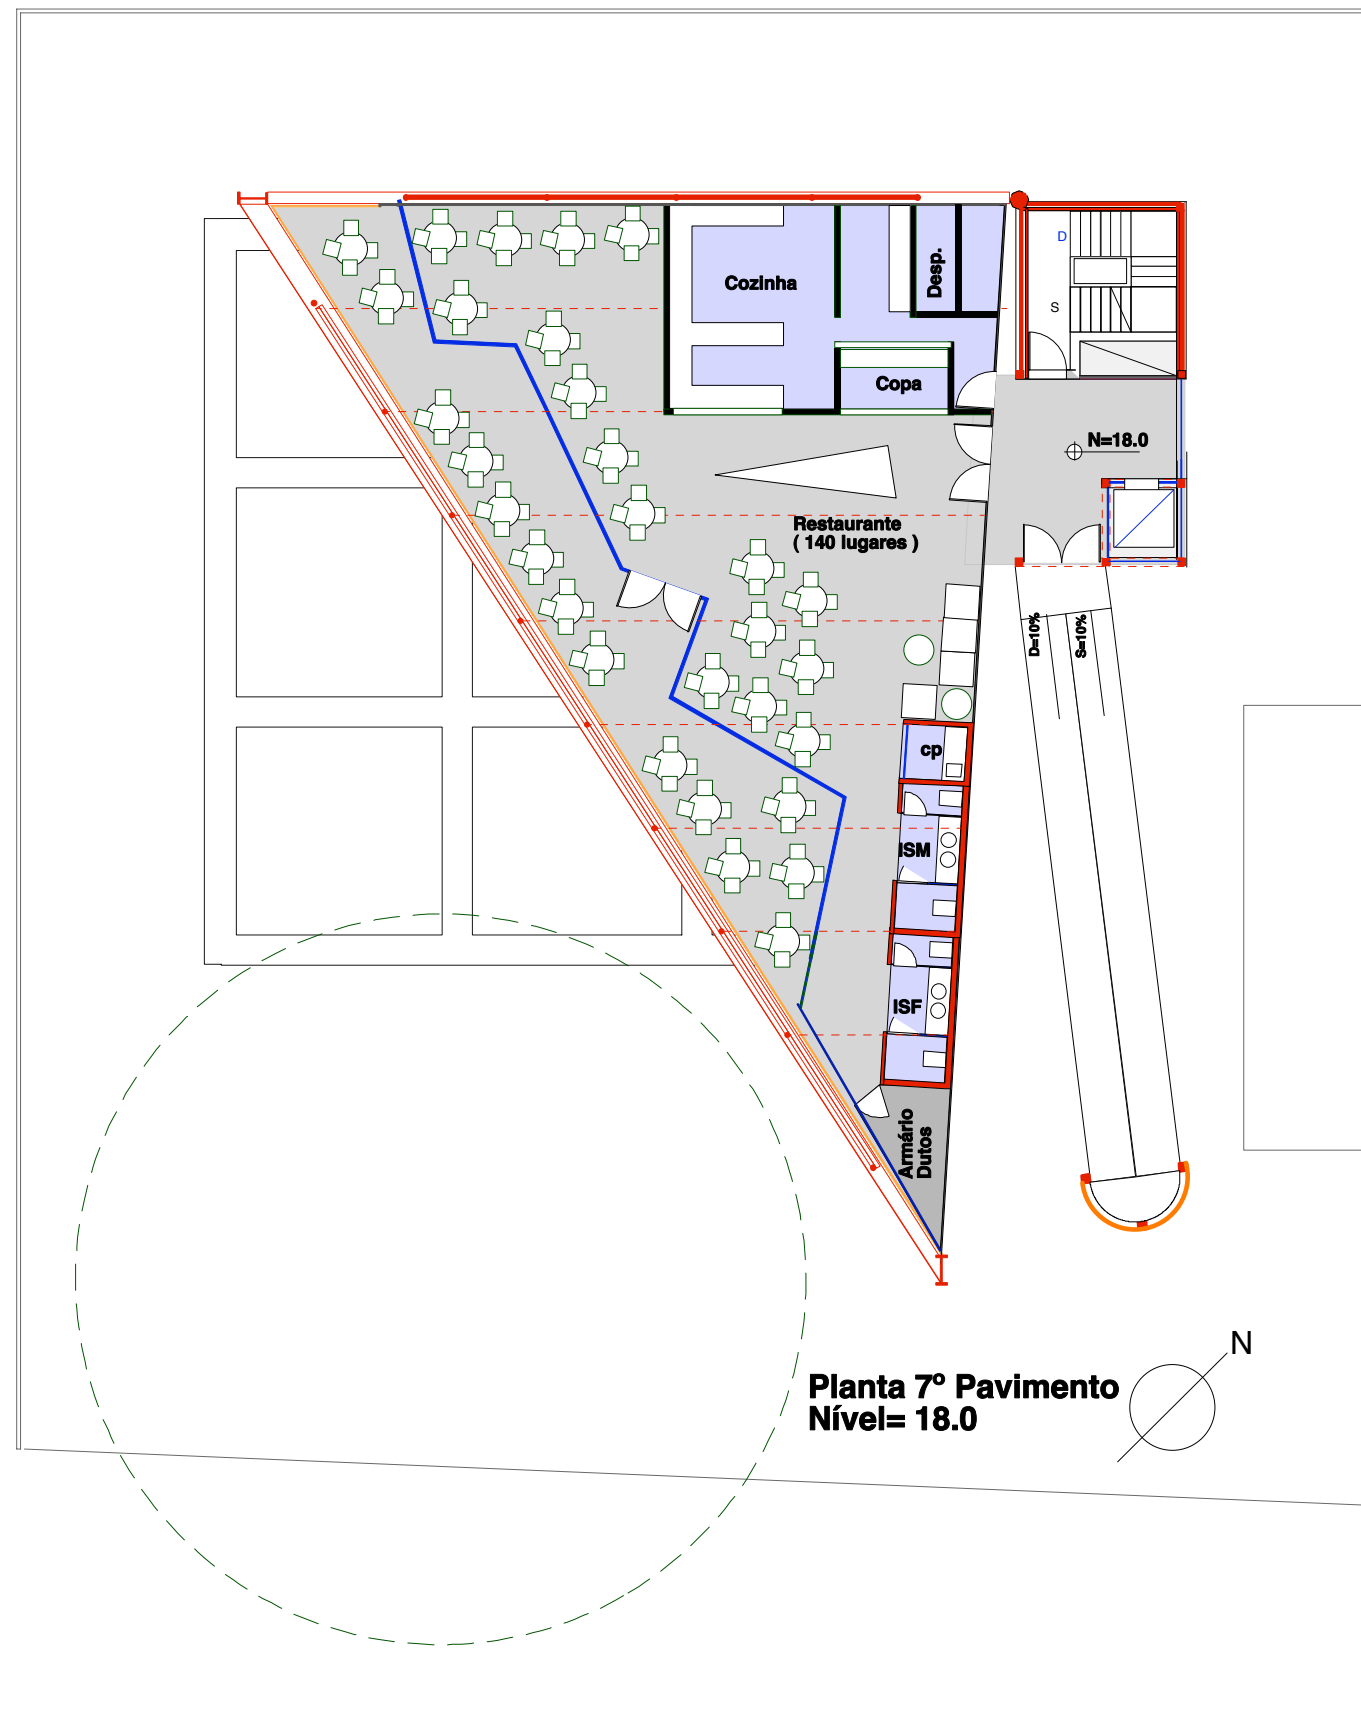 D
Desp.
Cozinha
S
Copa
N=18.0
Restaurante
( 140 lugares )
D=10%
S=10%
cp
ISM
ISF
Armário
Dutos
N
Planta 7º Pavimento
Nível= 18.0